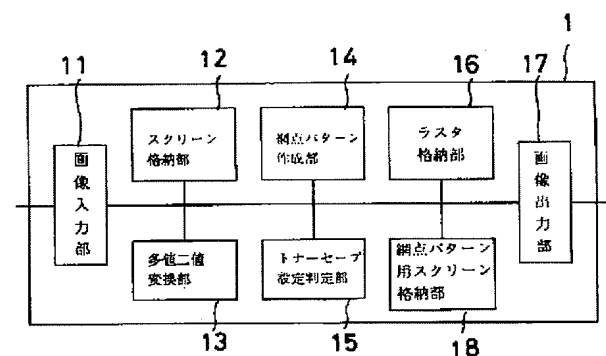 1
11
12
14
16
17
スクリーン
格納部
網点パターン
作成部
ラスタ
格納部
画像入力部
画像出力部
多値二値
変換部
トナーセーブ
設定判定部
網点パターン
用スクリーン
格納部
13
15
18